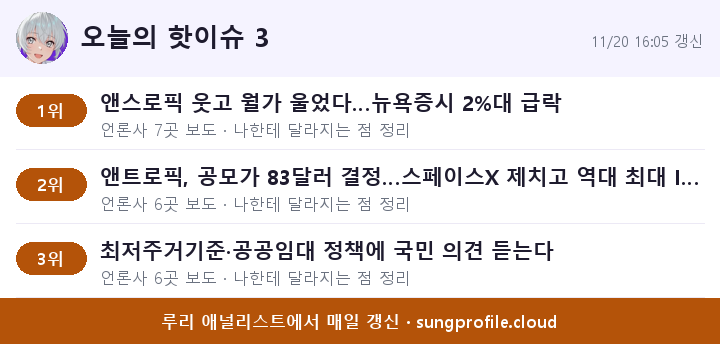 오늘의 핫이슈 3
11/20 16:05 갱신
1위
앤스로픽 웃고 월가 울었다...뉴욕증시 2%대 급락
언론사 7곳 보도 · 나한테 달라지는 점 정리
2위
앤트로픽, 공모가 83달러 결정...스페이스X 제치고 역대 최대 I...
언론사 6곳 보도 · 나한테 달라지는 점 정리
3위
최저주거기준·공공임대 정책에 국민 의견 듣는다
언론사 6곳 보도 · 나한테 달라지는 점 정리
루리 애널리스트에서 매일 갱신 · sungprofile.cloud